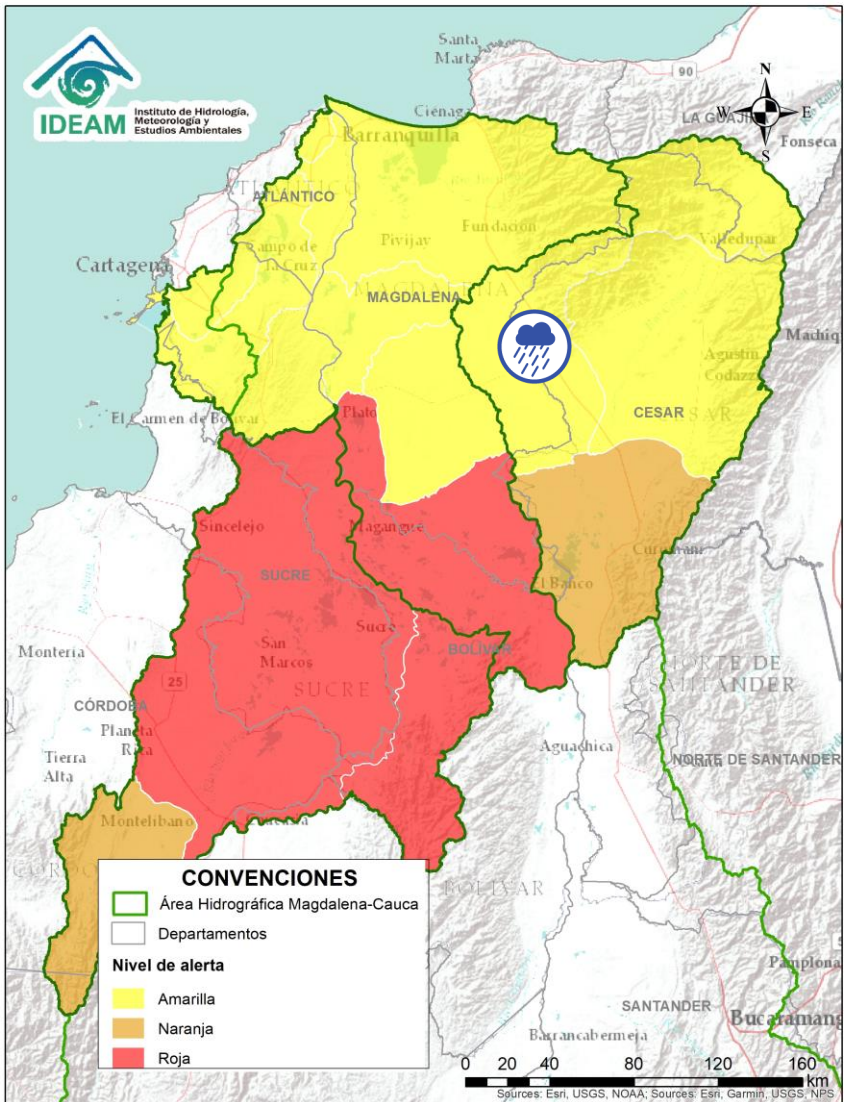 IDEAM
Instituto de Hidrología,
Meteorología y
Estudios Ambientales
Santa
Marta
90
N
W
E
S
LA GUAJIR
Ciénaga
Barranquilla
Fonseca
ATLÁNTICO
Campo de
la Cruz
Pivijay
Fundación
Valledupar
Cartagena
MAGDALENA
MAGDALENA
Machiq
Agustín
Codazzi
El Carmen de Bolívar
Plato
CESAR
Sincelejo
Magangué
SUCRE
El Banco
Sucre
San
Marcos
BOLÍVAR
Montería
25
SUCRE
NORTE DE
SANTANDER
CÓRDOBA
Planeta
Rica
Tierra
Alta
Aguachica
NORTE DE SANTANDER
Montelíbano
BOLÍVAR
CONVENCIONES
Área Hidrográfica Magdalena-Cauca
Departamentos
Nivel de alerta
Amarilla
Naranja
Roja
Pamplona
SANTANDER
Bucaramang
Barrancabermeja
0 20 40 80 120 160
km
Sources: Esri, USGS, NOAA; Sources: Esri, Garmin, USGS, NPS